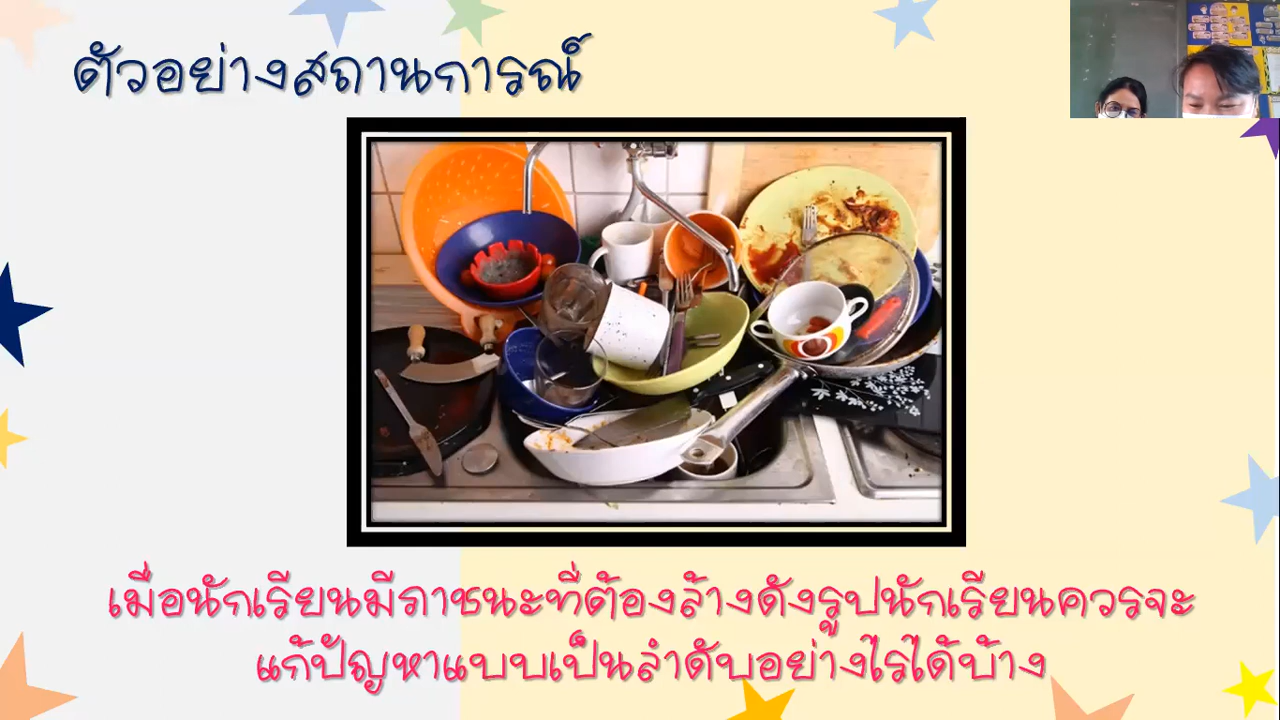 ตัวอย่างสถานการณ์
เมื่อนักเรียนมีภาชนะที่ต้องล้างดังรูปนักเรียนควรจะ
แก้ปัญหาแบบเป็นลำดับอย่างไรได้บ้าง